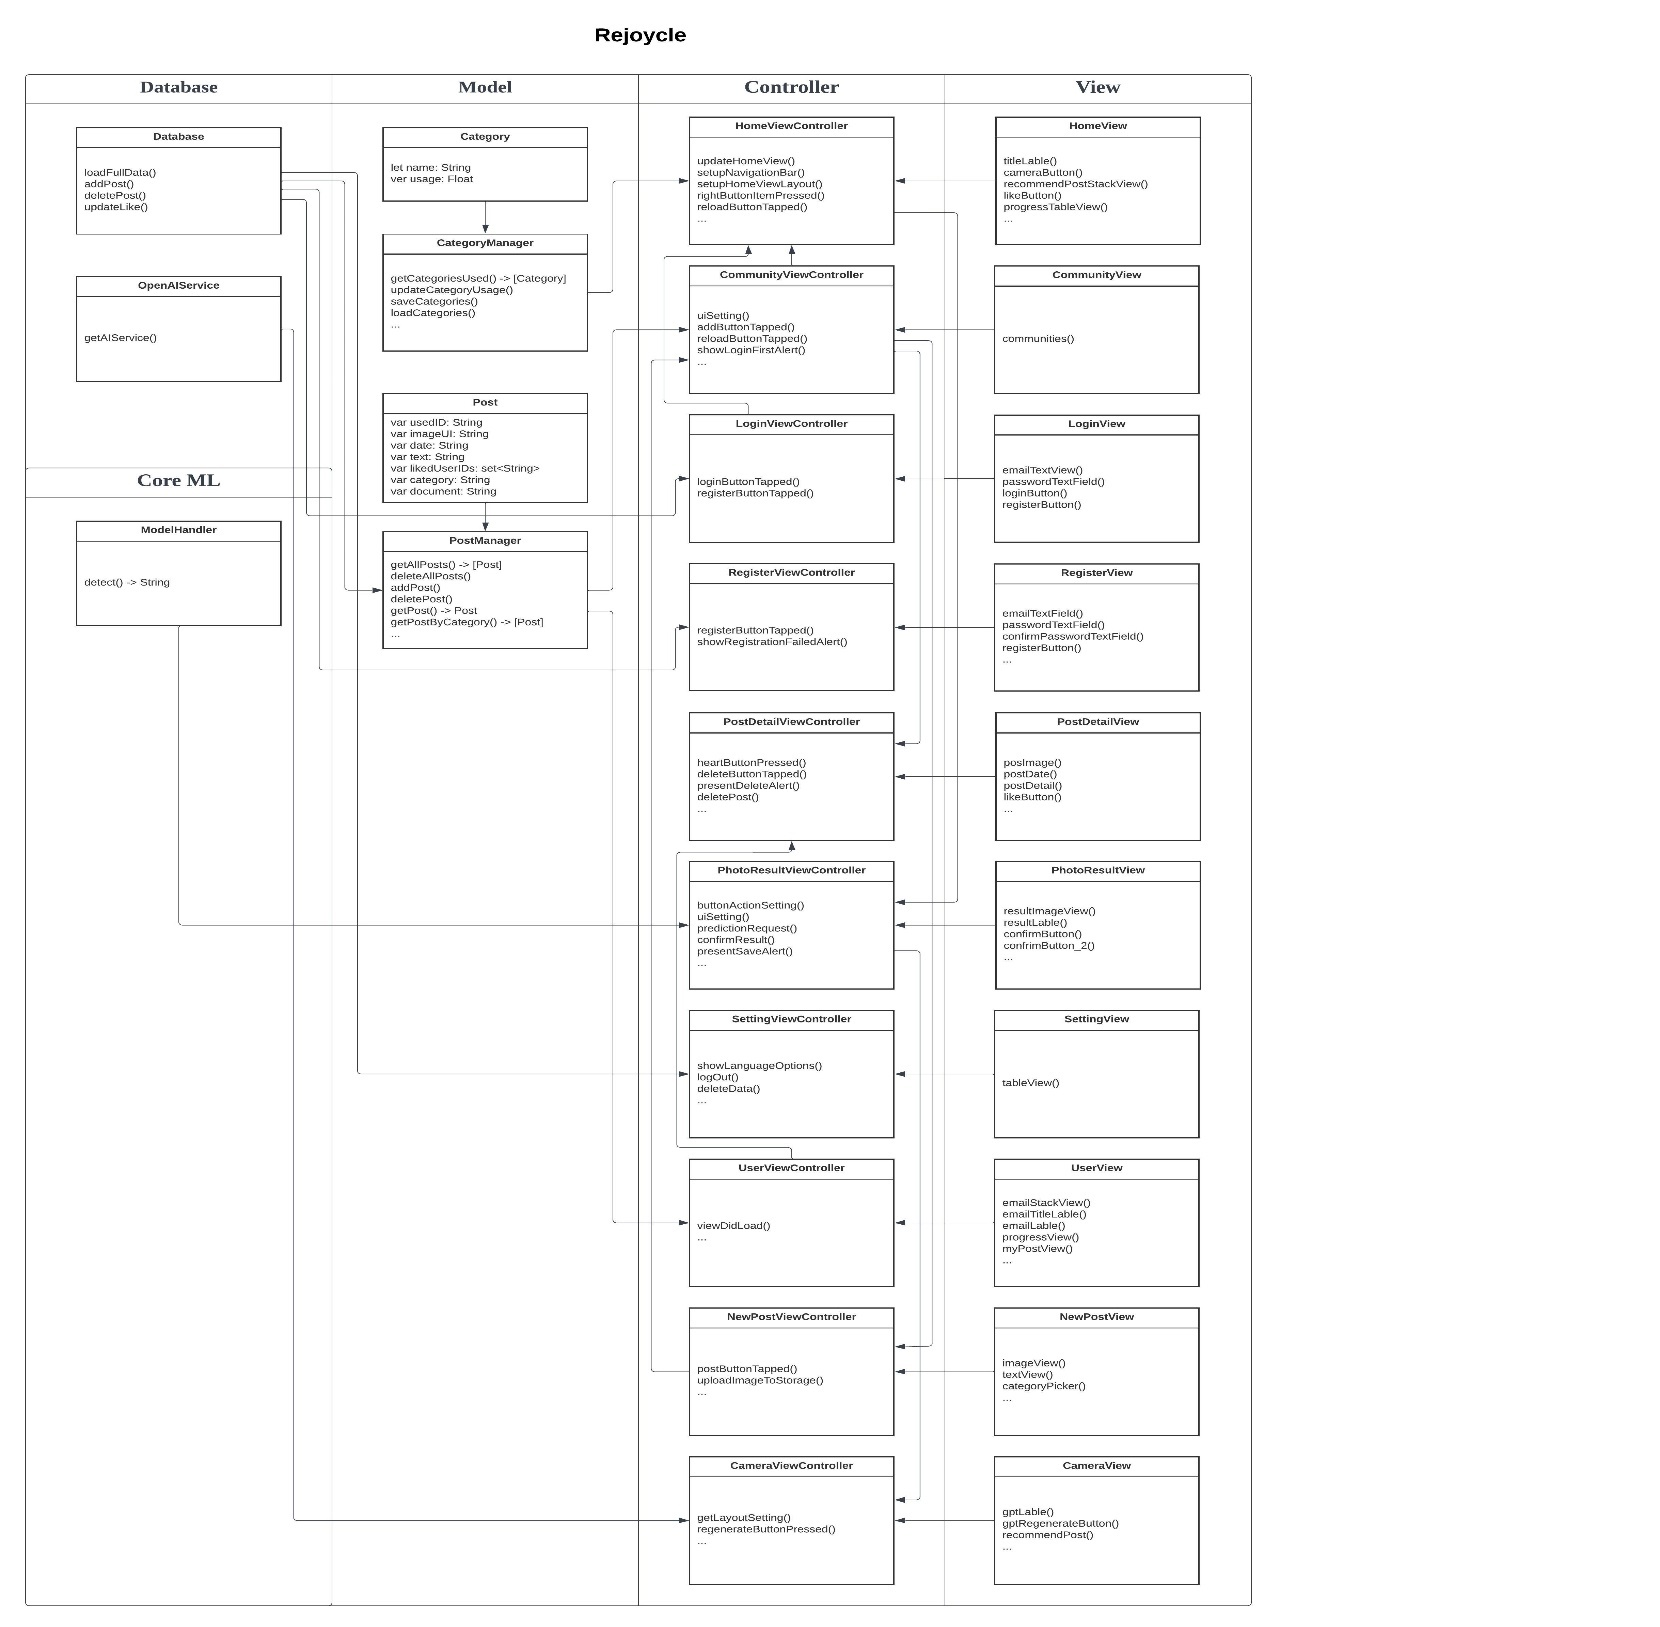 Rejoycle
Database
Model
Controller
View
Database
loadFullData()
addPost()
deletePost()
updateLike()
OpenAIService
getAIService()
Core ML
ModelHandler
detect() -> String
Category
let name: String
ver usage: Float
CategoryManager
getCategoriesUsed() -> [Category]
updateCategoryUsage()
saveCategories()
loadCategories()
...
Post
var usedID: String
var imageUI: String
var date: String
var text: String
var likedUserIDs: set<String>
var category: String
var document: String
PostManager
getAllPosts() -> [Post]
deleteAllPosts()
addPost()
deletePost()
getPost() -> Post
getPostByCategory() -> [Post]
...
HomeViewController
updateHomeView()
setupNavigationBar()
setupHomeViewLayout()
rightButtonItemPressed()
reloadButtonTapped()
...
CommunityViewController
uiSetting()
addButtonTapped()
reloadButtonTapped()
showLoginFirstAlert()
...
LoginViewController
loginButtonTapped()
registerButtonTapped()
RegisterViewController
registerButtonTapped()
showRegistrationFailedAlert()
PostDetailViewController
heartButtonPressed()
deleteButtonTapped()
presentDeleteAlert()
deletePost()
...
PhotoResultViewController
buttonActionSetting()
uiSetting()
predictionRequest()
confirmResult()
presentSaveAlert()
...
SettingViewController
showLanguageOptions()
logOut()
deleteData()
...
UserViewController
viewDidLoad()
...
NewPostViewController
postButtonTapped()
uploadImageToStorage()
...
CameraViewController
getLayoutSetting()
regenerateButtonPressed()
...
HomeView
titleLable()
cameraButton()
recommendPostStackView()
likeButton()
progressTableView()
...
CommunityView
communities()
LoginView
emailTextView()
passwordTextField()
loginButton()
registerButton()
RegisterView
emailTextField()
passwordTextField()
confirmPasswordTextField()
registerButton()
...
PostDetailView
posImage()
postDate()
postDetail()
likeButton()
...
PhotoResultView
resultImageView()
resultLable()
confirmButton()
confrimButton_2()
...
SettingView
tableView()
UserView
emailStackView()
emailTitleLable()
emailLable()
progressView()
myPostView()
...
NewPostView
imageView()
textView()
categoryPicker()
...
CameraView
gptLable()
gptRegenerateButton()
recommendPost()
...